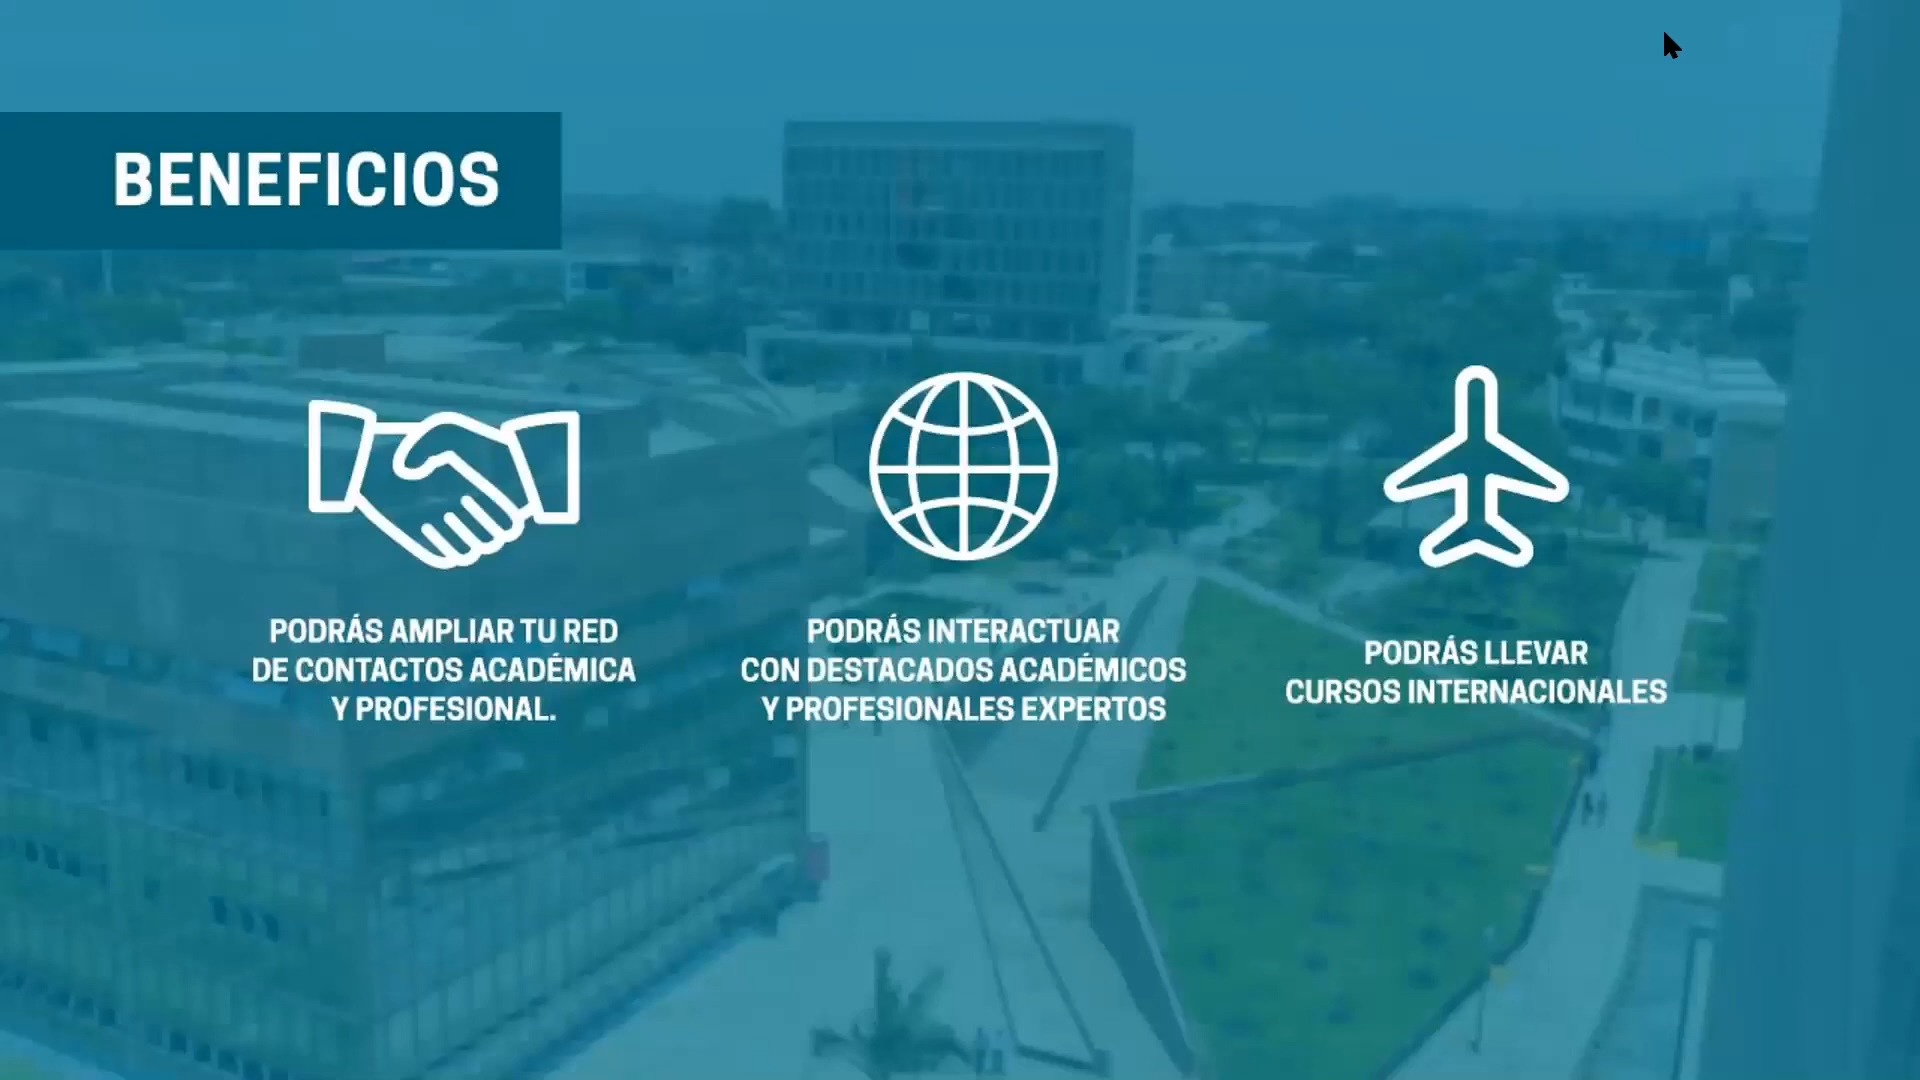 BENEFICIOS
PODRÁS AMPLIAR TU RED
DE CONTACTOS ACADÉMICA
Y PROFESIONAL.
PODRÁS INTERACTUAR
CON DESTACADOS ACADÉMICOS
Y PROFESIONALES EXPERTOS
PODRÁS LLEVAR
CURSOS INTERNACIONALES